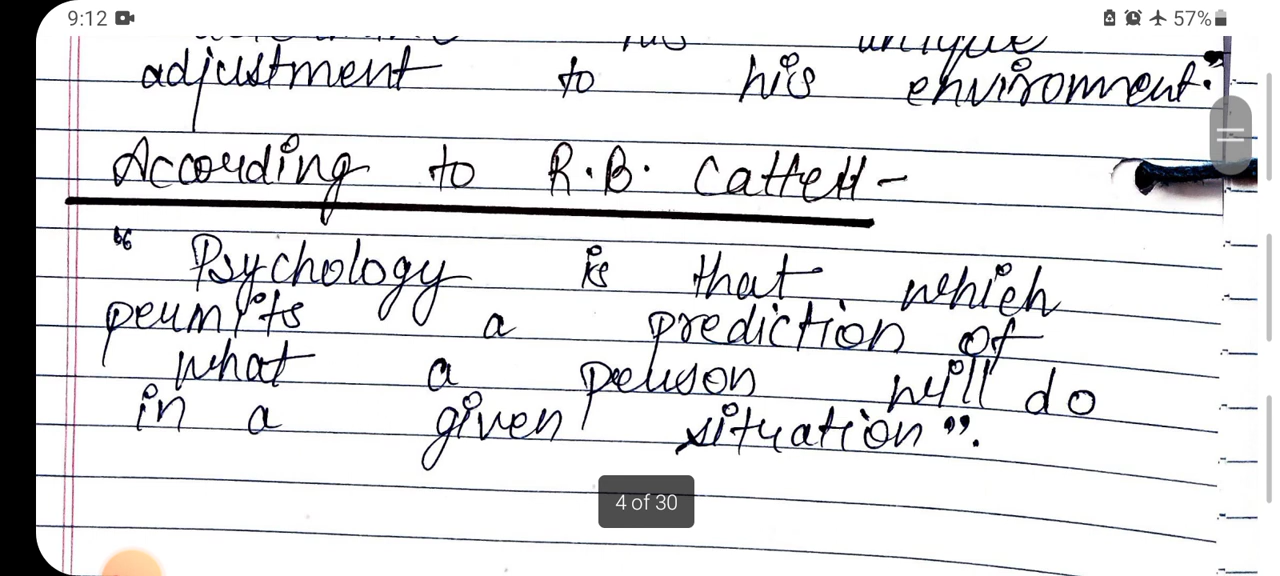 9:12 57%
unique
adjustment to his environment."
According to R.B. Cattell-
"Psychology is that which
permits a prediction of
what a person will do
in a given situation".
4 of 30